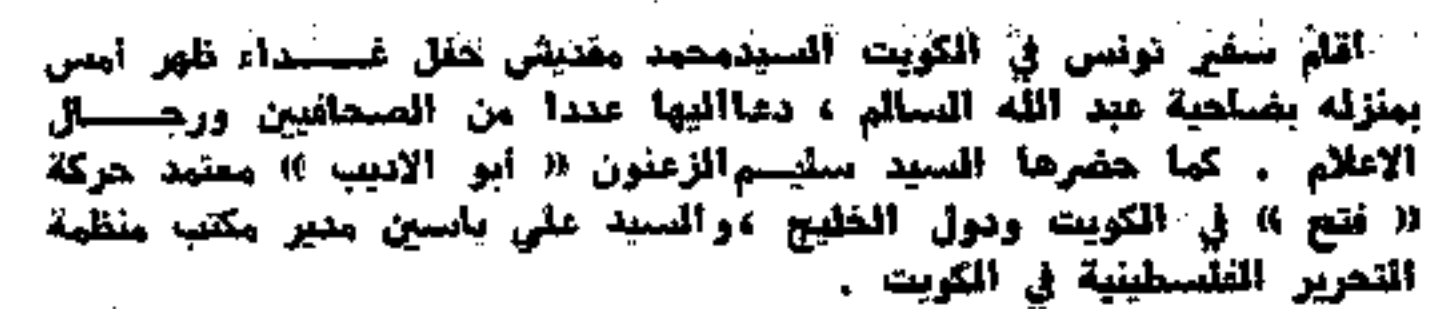 اقام سفير تونس في الكويت السيدمحمد مقديش حفل غـــداء ظهر امس
بمنزله بضاحية عبد الله السالم ، دعااليها عددا من الصحافيين ورجـــال
الاعلام . كما حضرها السيد سليـم الزعنون «أبو الاديب» معتمد حركة
«فتح» في الكويت ودول الخليج ،والسيد علي ياسين مدير مكتب منظمة
التحرير الفلسطينية في الكويت .